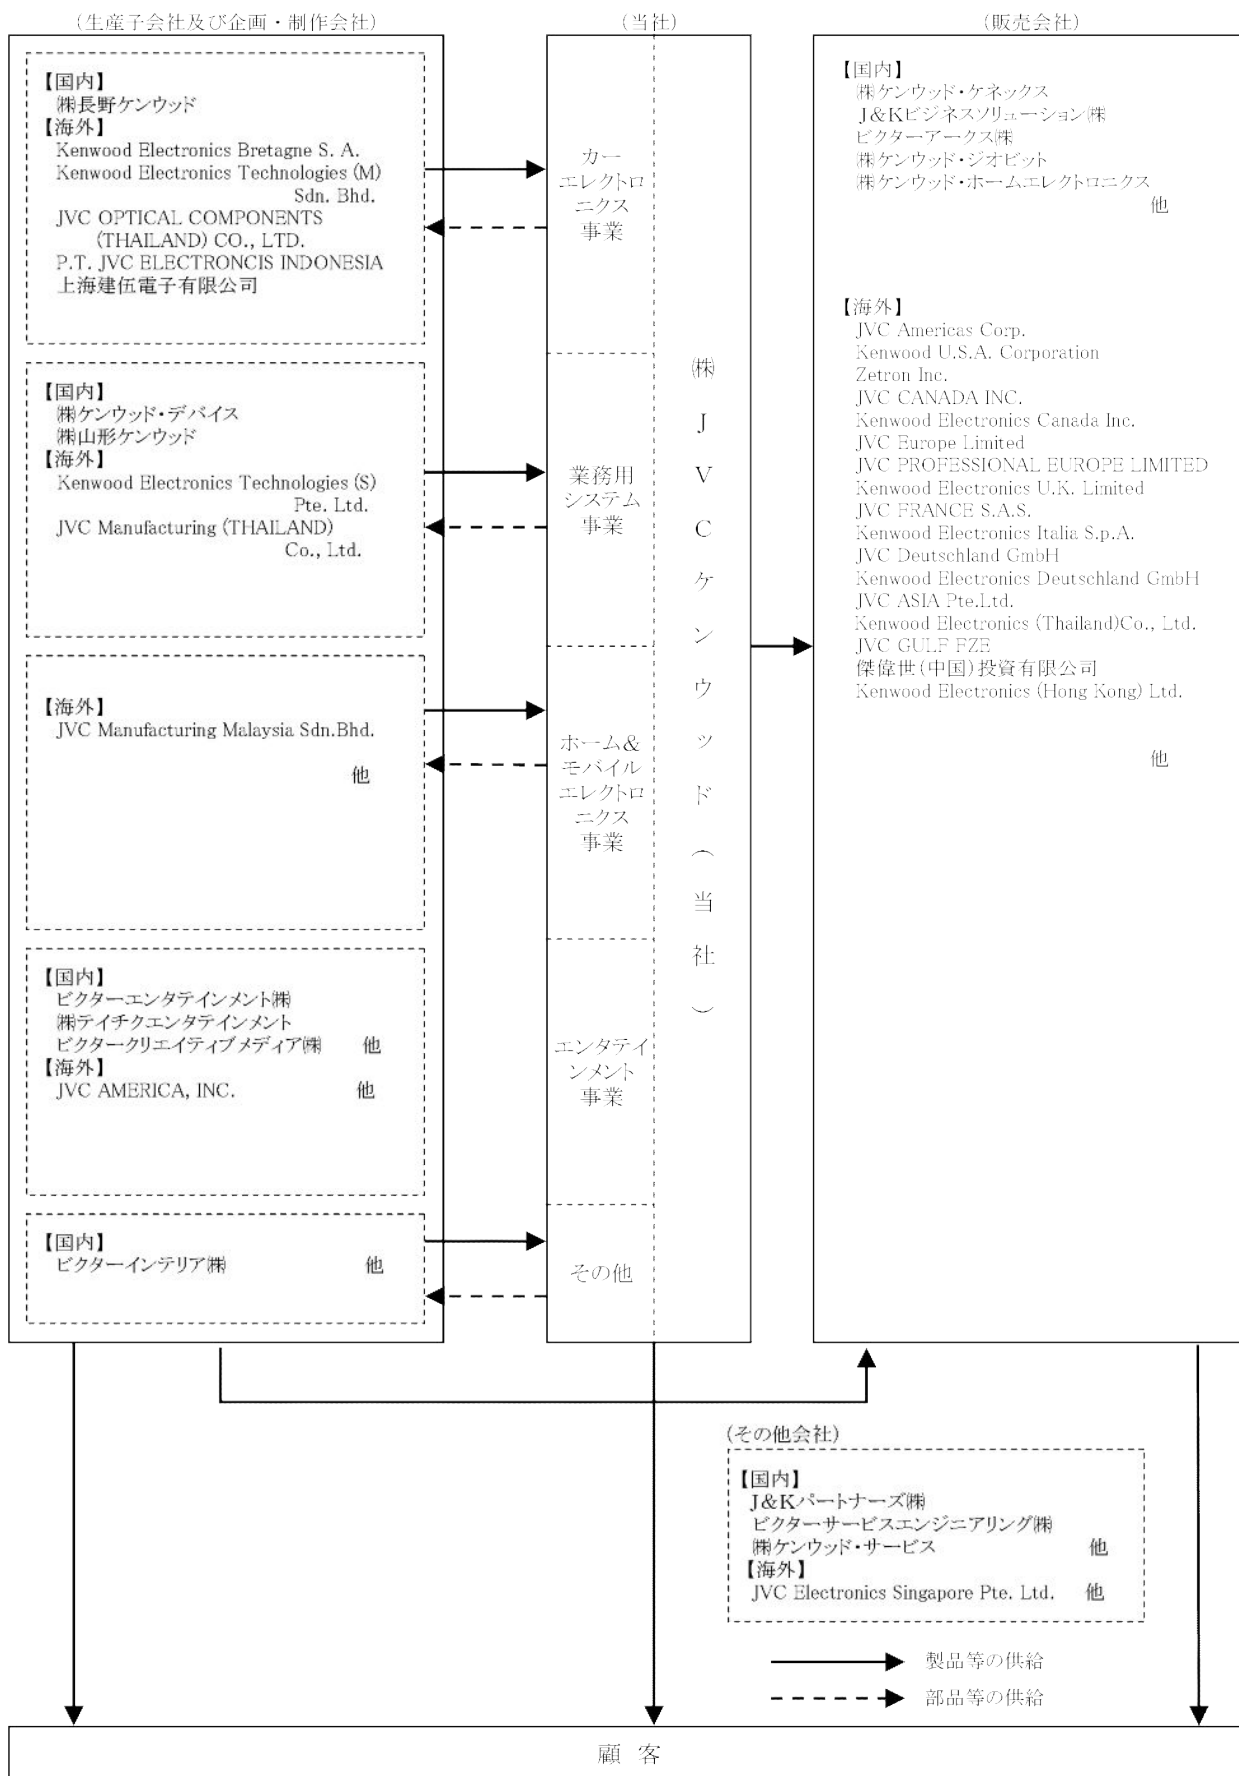 (生産子会社及び企画・制作会社)
【国内】
㈱長野ケンウッド
【海外】
Kenwood Electronics Bretagne S. A.
Kenwood Electronics Technologies (M)
Sdn. Bhd.
JVC OPTICAL COMPONENTS
(THAILAND) CO., LTD.
P.T. JVC ELECTRONCIS INDONESIA
上海建伍電子有限公司
【国内】
㈱ケンウッド・デバイス
㈱山形ケンウッド
【海外】
Kenwood Electronics Technologies (S)
Pte. Ltd.
JVC Manufacturing (THAILAND)
Co., Ltd.
【海外】
JVC Manufacturing Malaysia Sdn.Bhd.
他
【国内】
ビクターエンタテインメント㈱
㈱テイチクエンタテインメント
ビクタークリエイティブメディア㈱ 他
【海外】
JVC AMERICA, INC. 他
【国内】
ビクターインテリア㈱ 他
(当社)
カー
エレクトロ
ニクス
事業
業務用
システム
事業
ホーム&
モバイル
エレクトロ
ニクス
事業
エンタテイ
ンメント
事業
その他
㈱JVCケンウッド(当社)
(販売会社)
【国内】
㈱ケンウッド・ケネックス
J&Kビジネスソリューション㈱
ビクターアークス㈱
㈱ケンウッド・ジオビット
㈱ケンウッド・ホームエレクトロニクス
他
【海外】
JVC Americas Corp.
Kenwood U.S.A. Corporation
Zetron Inc.
JVC CANADA INC.
Kenwood Electronics Canada Inc.
JVC Europe Limited
JVC PROFESSIONAL EUROPE LIMITED
Kenwood Electronics U.K. Limited
JVC FRANCE S.A.S.
Kenwood Electronics Italia S.p.A.
JVC Deutschland GmbH
Kenwood Electronics Deutschland GmbH
JVC ASIA Pte.Ltd.
Kenwood Electronics (Thailand)Co., Ltd.
JVC GULF FZE
傑偉世(中国)投資有限公司
Kenwood Electronics (Hong Kong) Ltd.
他
(その他会社)
【国内】
J&Kパートナーズ㈱
ビクターサービスエンジニアリング㈱
㈱ケンウッド・サービス 他
【海外】
JVC Electronics Singapore Pte. Ltd. 他
製品等の供給
部品等の供給
顧 客